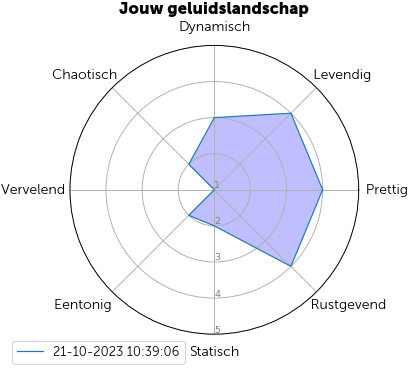 Jouw geluidslandschap
Dynamisch
Chaotisch
Levendig
Vervelend
Prettig
1
2
3
4
5
Eentonig
Rustgevend
21-10-2023 10:39:06
Statisch